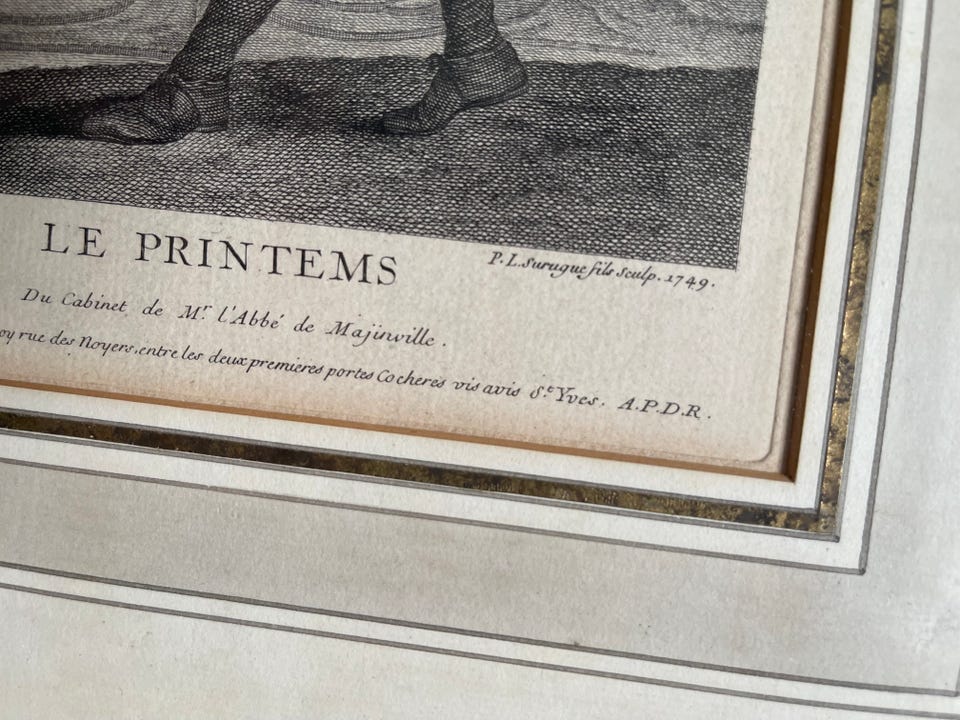 LE PRINTEMS
P. L. Surugue fils sculp. 1749.
Du Cabinet de Mr. l'Abbé de Majinville.
rue des Noyers, entre les deux premieres portes Cocheres vis avis St. Yves. A.P.D.R.